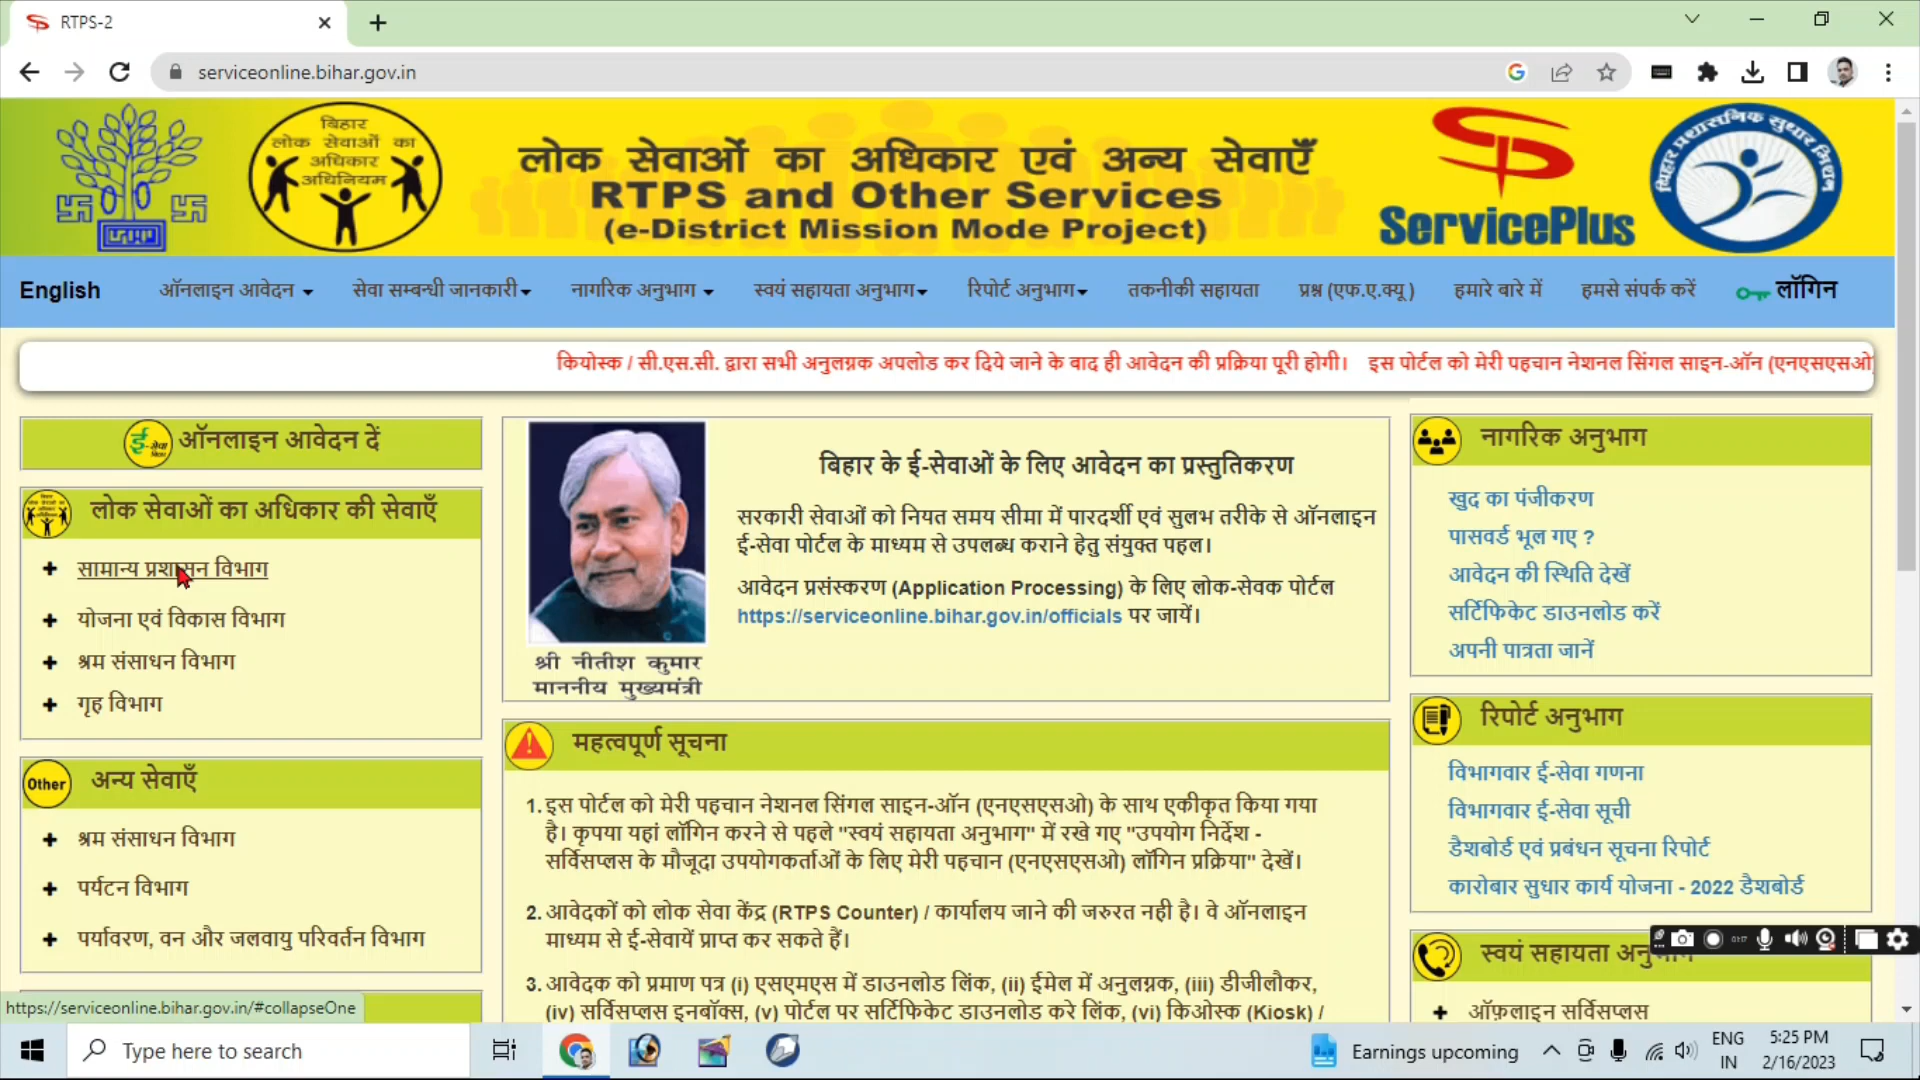 RTPS-2
serviceonline.bihar.gov.in
बिहार
लोक सेवाओं का
अधिकार
अधिनियम
लोक सेवाओं का अधिकार एवं अन्य सेवाएँ
RTPS and Other Services
(e-District Mission Mode Project)
ServicePlus
बिहार प्रशासनिक सुधार मिशन
English
ऑनलाइन आवेदन
सेवा सम्बन्धी जानकारी
नागरिक अनुभाग
स्वयं सहायता अनुभाग
रिपोर्ट अनुभाग
तकनीकी सहायता
प्रश्न (एफ.ए.क्यू )
हमारे बारे में
हमसे संपर्क करें
लॉगिन
कियोस्क / सी.एस.सी. द्वारा सभी अनुलग्नक अपलोड कर दिये जाने के बाद ही आवेदन की प्रक्रिया पूरी होगी। इस पोर्टल को मेरी पहचान नेशनल सिंगल साइन-ऑन (एनएसएसओ)
ऑनलाइन आवेदन दें
लोक सेवाओं का अधिकार की सेवाएँ
सामान्य प्रशासन विभाग
योजना एवं विकास विभाग
श्रम संसाधन विभाग
गृह विभाग
Other अन्य सेवाएँ
श्रम संसाधन विभाग
पर्यटन विभाग
पर्यावरण, वन और जलवायु परिवर्तन विभाग
https://serviceonline.bihar.gov.in/#collapseOne
श्री नीतीश कुमार
माननीय मुख्यमंत्री
बिहार के ई-सेवाओं के लिए आवेदन का प्रस्तुतिकरण
सरकारी सेवाओं को नियत समय सीमा में पारदर्शी एवं सुलभ तरीके से ऑनलाइन
ई-सेवा पोर्टल के माध्यम से उपलब्ध कराने हेतु संयुक्त पहल।
आवेदन प्रसंस्करण (Application Processing) के लिए लोक-सेवक पोर्टल
https://serviceonline.bihar.gov.in/officials पर जायें।
महत्वपूर्ण सूचना
1. इस पोर्टल को मेरी पहचान नेशनल सिंगल साइन-ऑन (एनएसएसओ) के साथ एकीकृत किया गया
है। कृपया यहां लॉगिन करने से पहले "स्वयं सहायता अनुभाग" में रखे गए "उपयोग निर्देश -
सर्विसप्लस के मौजूदा उपयोगकर्ताओं के लिए मेरी पहचान (एनएसएसओ) लॉगिन प्रक्रिया" देखें।
2. आवेदकों को लोक सेवा केंद्र (RTPS Counter) / कार्यालय जाने की जरुरत नही है। वे ऑनलाइन
माध्यम से ई-सेवायें प्राप्त कर सकते हैं।
3. आवेदक को प्रमाण पत्र (i) एसएमएस में डाउनलोड लिंक, (ii) ईमेल में अनुलग्नक, (iii) डीजीलौकर,
(iv) सर्विसप्लस इनबॉक्स, (v) पोर्टल पर सर्टिफिकेट डाउनलोड करे लिंक, (vi) किओस्क (Kiosk) /
नागरिक अनुभाग
खुद का पंजीकरण
पासवर्ड भूल गए ?
आवेदन की स्थिति देखें
सर्टिफिकेट डाउनलोड करें
अपनी पात्रता जानें
रिपोर्ट अनुभाग
विभागवार ई-सेवा गणना
विभागवार ई-सेवा सूची
डैशबोर्ड एवं प्रबंधन सूचना रिपोर्ट
कारोबार सुधार कार्य योजना - 2022 डैशबोर्ड
स्वयं सहायता अनुभाग
ऑफ़लाइन सर्विसप्लस
Type here to search
Earnings upcoming
ENG
IN
5:25 PM
2/16/2023